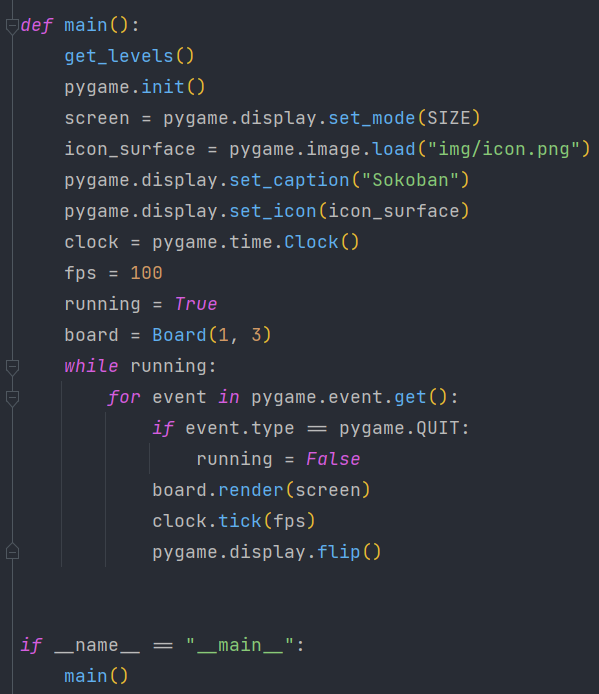 def main():
    get_levels()
    pygame.init()
    screen = pygame.display.set_mode(SIZE)
    icon_surface = pygame.image.load("img/icon.png")
    pygame.display.set_caption("Sokoban")
    pygame.display.set_icon(icon_surface)
    clock = pygame.time.Clock()
    fps = 100
    running = True
    board = Board(1, 3)
    while running:
        for event in pygame.event.get():
            if event.type == pygame.QUIT:
                running = False
            board.render(screen)
            clock.tick(fps)
            pygame.display.flip()
if __name__ == "__main__":
    main()